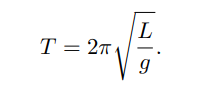 T = 2π√(L/g).